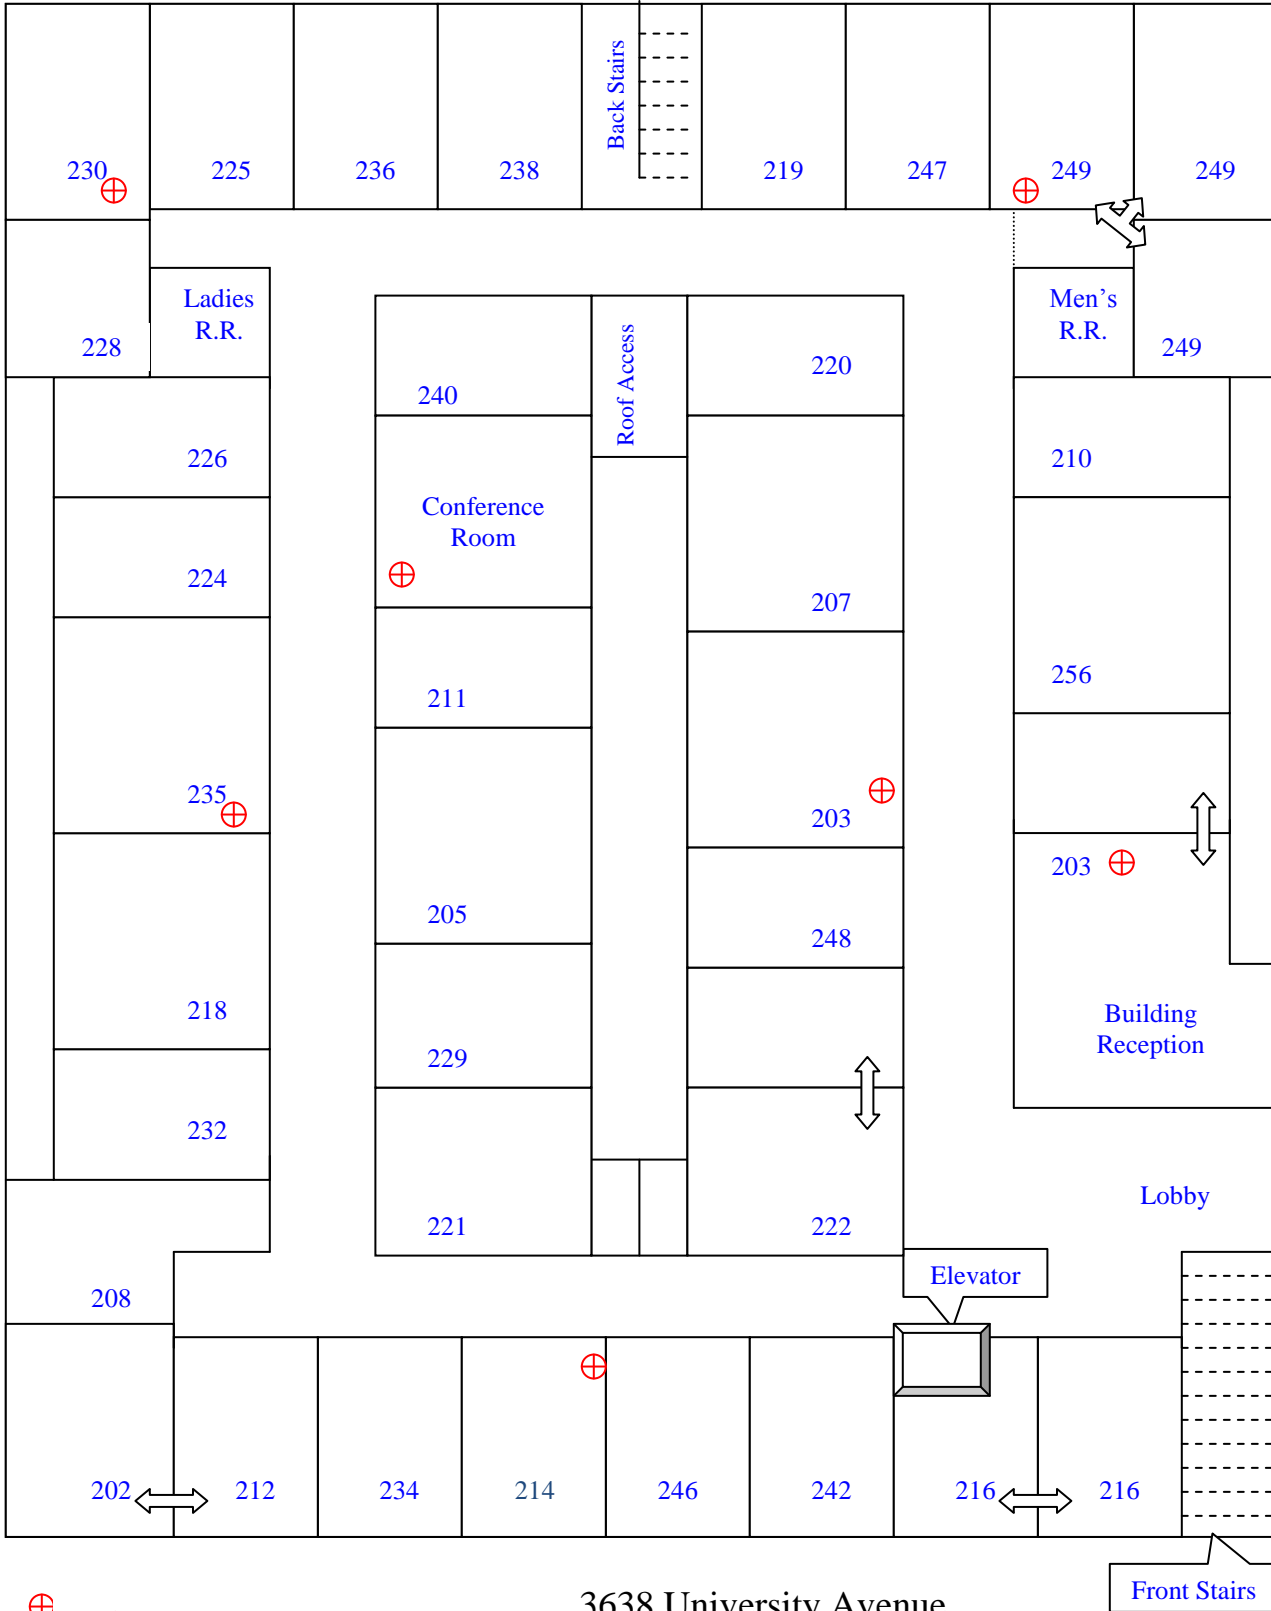 Back Stairs
230
225
236
238
219
247
249
249
Ladies
R.R.
Men's
R.R.
228
249
Roof Access
220
240
226
210
Conference
Room
224
207
211
256
235
203
203
205
248
218
Building
Reception
229
232
Lobby
221
222
Elevator
208
202
212
234
214
246
242
216
216
Front Stairs
3638 University Avenue